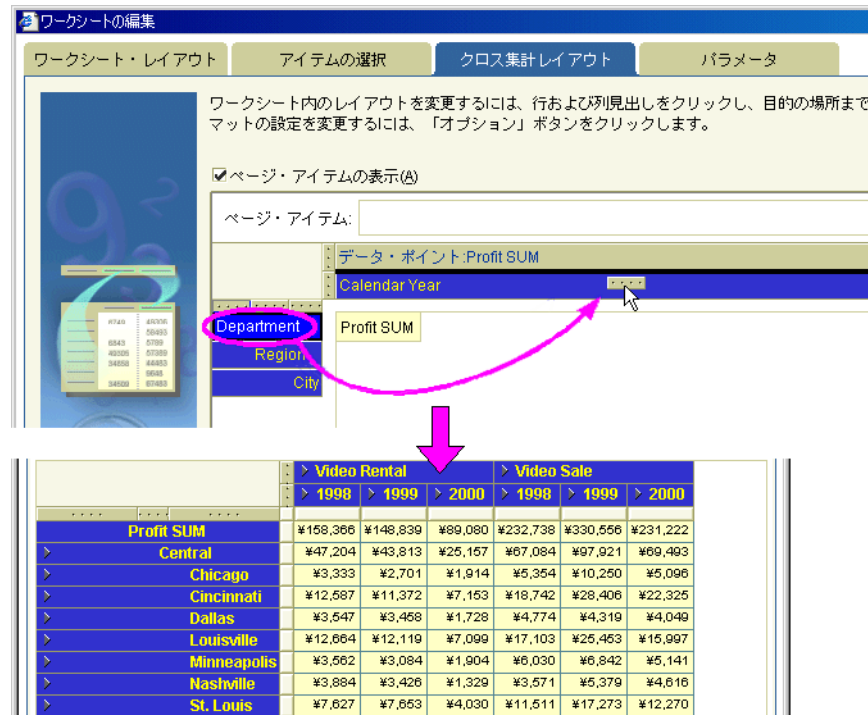 ワークシートの編集
ワークシート・レイアウト アイテムの選択 クロス集計レイアウト パラメータ
ワークシート内のレイアウトを変更するには、行および列見出しをクリックし、目的の場所まで
マットの設定を変更するには、「オプション」ボタンをクリックします。
ページ・アイテムの表示(A)
ページ・アイテム:
データ・ポイント:Profit SUM
Calendar Year
Department Profit SUM
Region
City
Video Rental Video Sale
1998 1999 2000 1998 1999 2000
Profit SUM ¥158,366 ¥148,839 ¥89,080 ¥232,738 ¥330,556 ¥231,222
Central ¥47,204 ¥43,813 ¥25,157 ¥67,084 ¥97,921 ¥69,493
Chicago ¥3,333 ¥2,701 ¥1,914 ¥5,354 ¥10,250 ¥5,096
Cincinnati ¥12,587 ¥11,372 ¥7,153 ¥18,742 ¥28,406 ¥22,325
Dallas ¥3,547 ¥3,458 ¥1,728 ¥4,774 ¥4,319 ¥4,049
Louisville ¥12,664 ¥12,119 ¥7,099 ¥17,103 ¥25,453 ¥15,997
Minneapolis ¥3,562 ¥3,084 ¥1,904 ¥6,030 ¥6,842 ¥5,141
Nashville ¥3,884 ¥3,426 ¥1,329 ¥3,571 ¥5,379 ¥4,616
St. Louis ¥7,627 ¥7,653 ¥4,030 ¥11,511 ¥17,273 ¥12,270